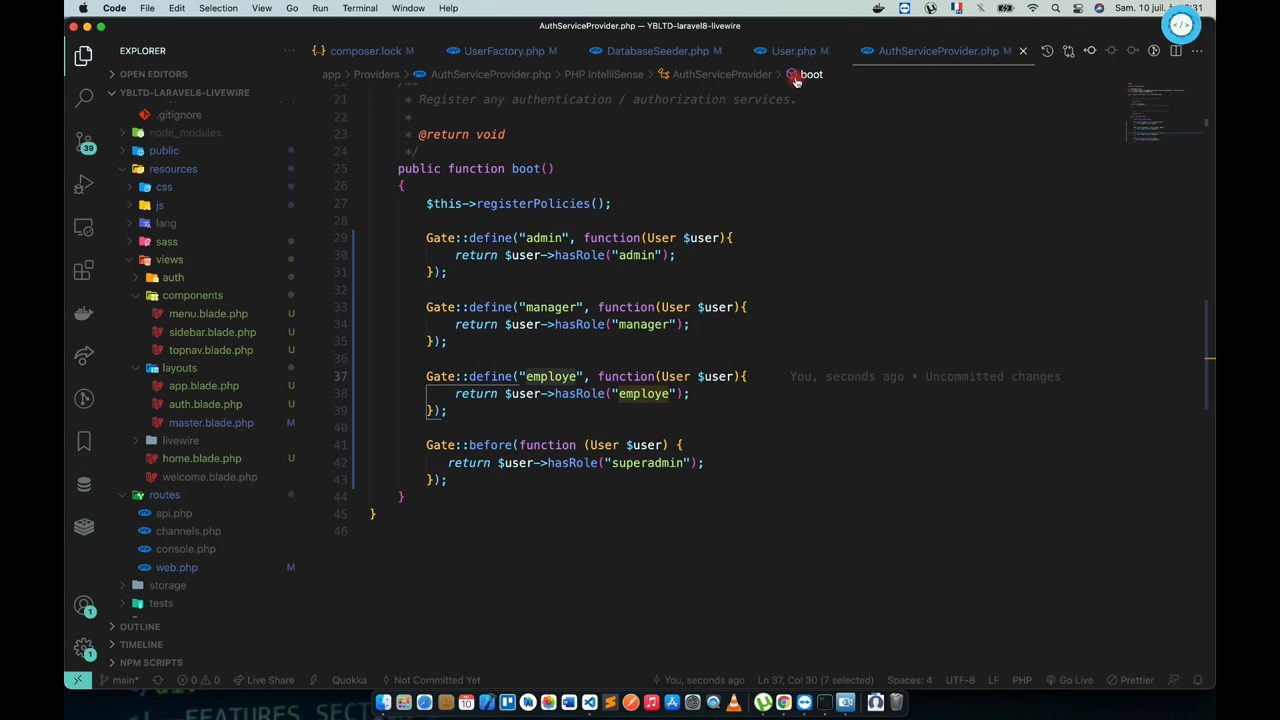 Code File Edit Selection View Go Run Terminal Window Help
AuthServiceProvider.php — YBLTD-laravel8-livewire
EXPLORER
composer.lock M UserFactory.php M DatabaseSeeder.php M User.php M AuthServiceProvider.php M
OPEN EDITORS
app > Providers > AuthServiceProvider.php > PHP IntelliSense > AuthServiceProvider > boot
YBLTD-LARAVEL8-LIVEWIRE
.gitignore
node_modules
public
resources
css
js
lang
sass
views
auth
components
menu.blade.php U
sidebar.blade.php U
topnav.blade.php U
layouts
app.blade.php U
auth.blade.php U
master.blade.php M
livewire
home.blade.php U
welcome.blade.php
routes
api.php
channels.php
console.php
web.php M
storage
tests
OUTLINE
TIMELINE
NPM SCRIPTS
39
1
1
21 * Register any authentication / authorization services.
22 *
23 * @return void
24 */
25 public function boot()
26 {
27 $this->registerPolicies();
28
29 Gate::define("admin", function(User $user){
30 return $user->hasRole("admin");
31 });
32
33 Gate::define("manager", function(User $user){
34 return $user->hasRole("manager");
35 });
36
37 Gate::define("employe", function(User $user){ You, seconds ago • Uncommitted changes
38 return $user->hasRole("employe");
39 });
40
41 Gate::before(function (User $user) {
42 return $user->hasRole("superadmin");
43 });
44 }
45 }
46
main* 0 0 Live Share Quokka Not Committed Yet You, seconds ago Ln 37, Col 30 (7 selected) Spaces: 4 UTF-8 LF PHP Go Live Prettier
FEATURES SECTION